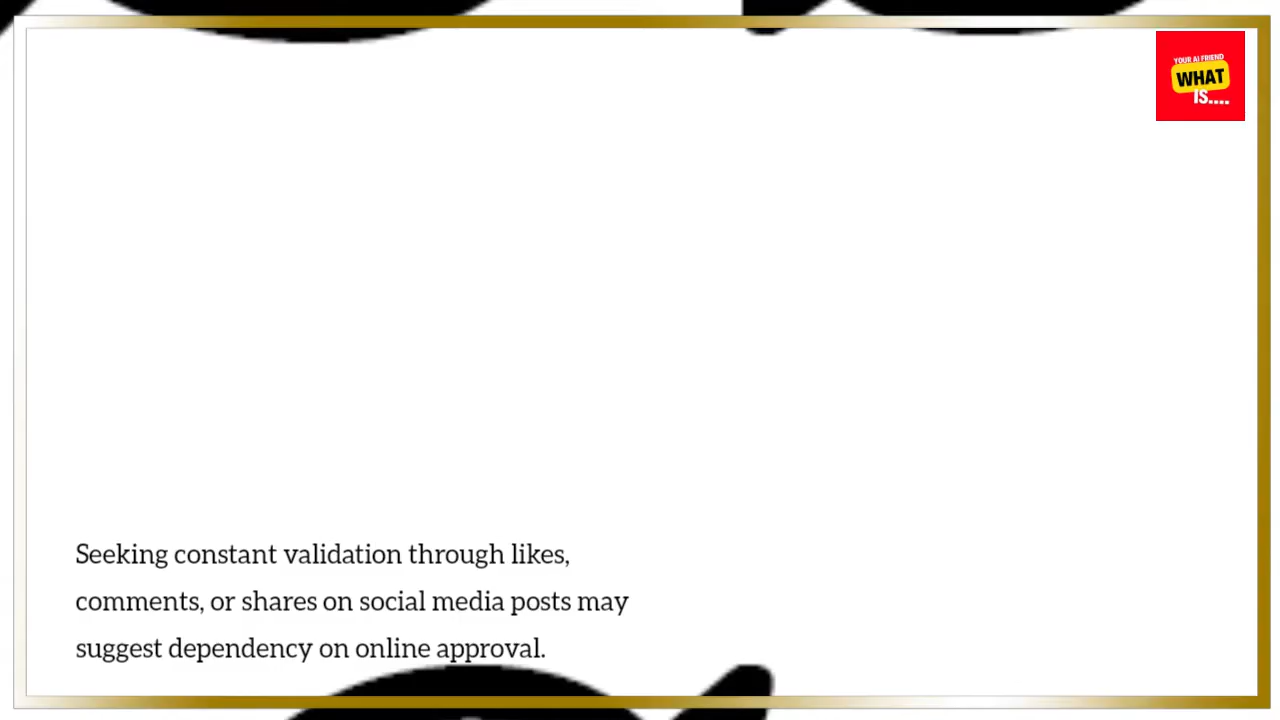 YOUR AI FRIEND
WHAT
IS....
Seeking constant validation through likes,
comments, or shares on social media posts may
suggest dependency on online approval.